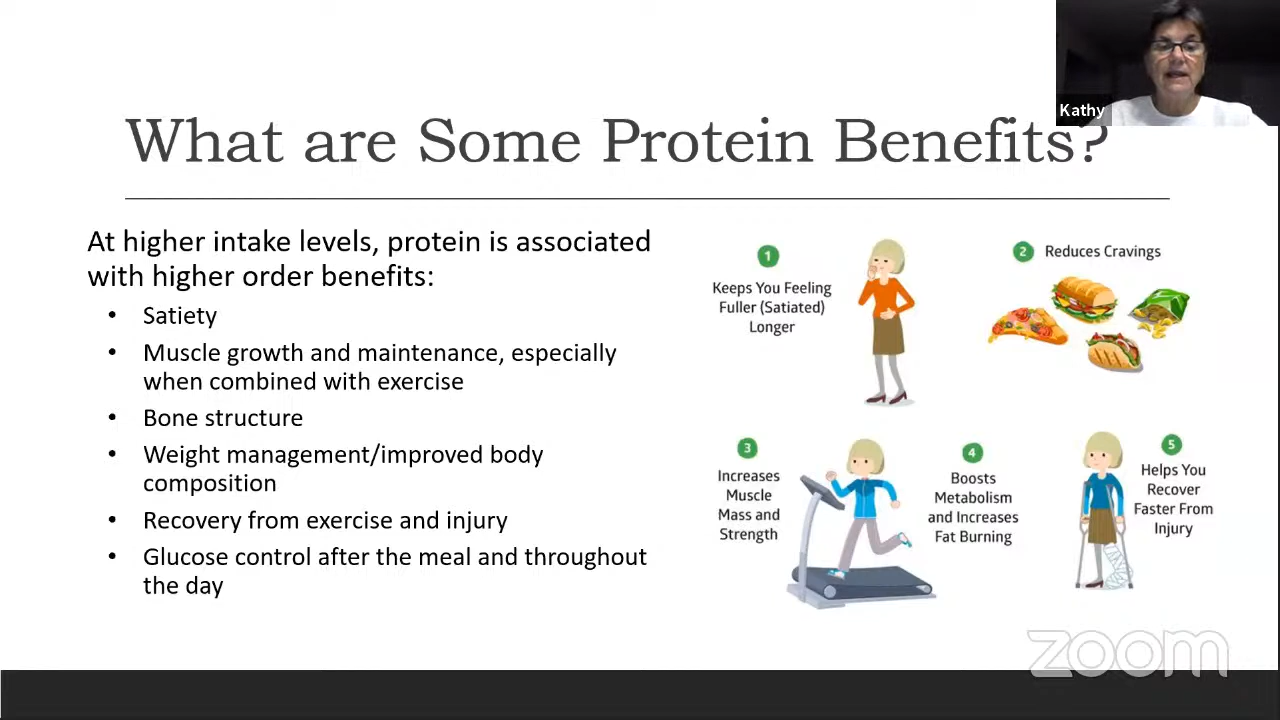 Kathy
What are Some Protein Benefits?
At higher intake levels, protein is associated
with higher order benefits:
• Satiety
• Muscle growth and maintenance, especially
when combined with exercise
• Bone structure
• Weight management/improved body
composition
• Recovery from exercise and injury
• Glucose control after the meal and throughout
the day
1
Keeps You Feeling
Fuller (Satiated)
Longer
2 Reduces Cravings
3
Increases
Muscle
Mass and
Strength
4
Boosts
Metabolism
and Increases
Fat Burning
5
Helps You
Recover
Faster From
Injury
zoom